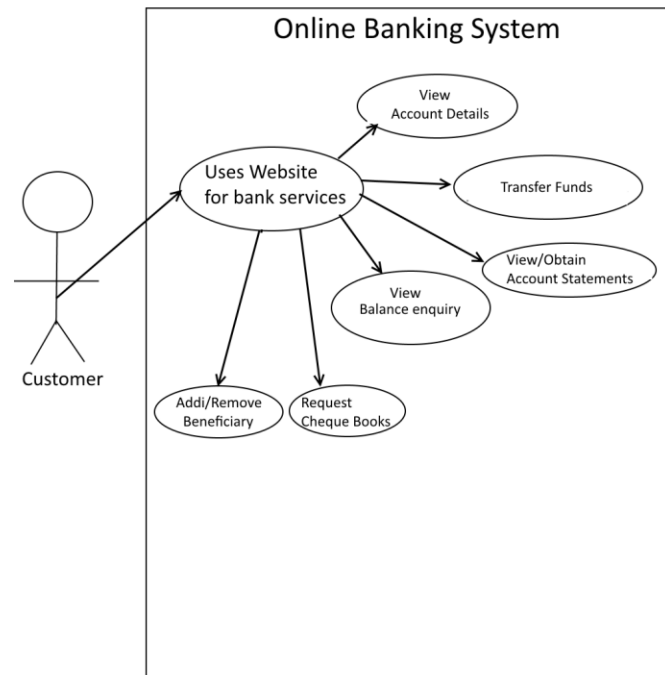 Online Banking System
View
Account Details
Uses Website
for bank services
Transfer Funds
View/Obtain
Account Statements
View
Balance enquiry
Customer
Addi/Remove
Beneficiary
Request
Cheque Books